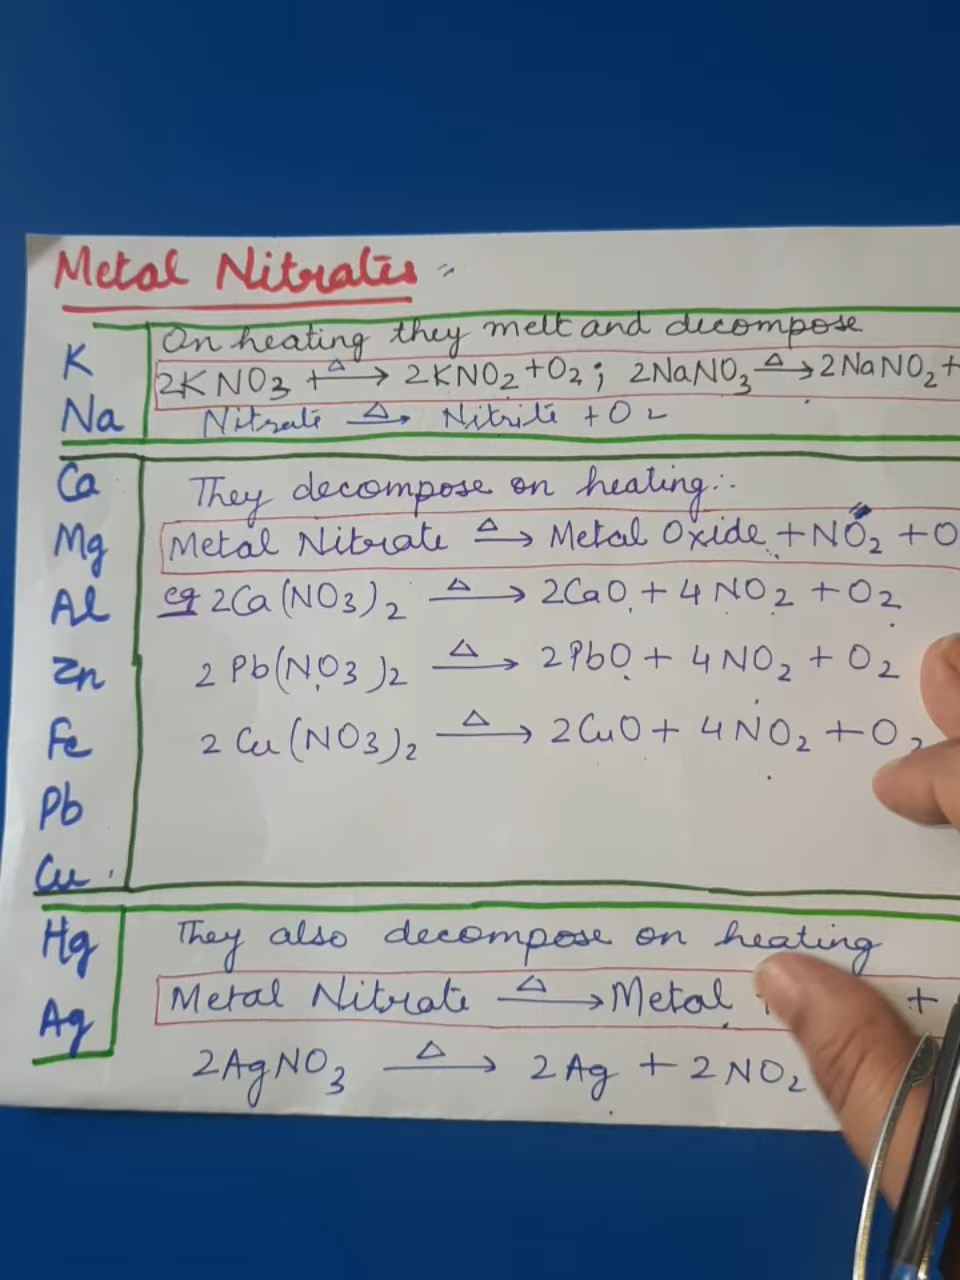 Metal Nitrates :-
K
On heating they melt and decompose
2KNO3 + △→ 2KNO2 + O2 ; 2NaNO3 △→ 2NaNO2 +
Na
Nitrate △→ Nitrite + O2
Ca
They decompose on heating:-
Mg
Metal Nitrate △→ Metal Oxide + NO2 + O
Al
eg 2Ca(NO3)2 △→ 2CaO + 4NO2 + O2
Zn
2Pb(NO3)2 △→ 2PbO + 4NO2 + O2
Fe
2Cu(NO3)2 △→ 2CuO + 4NO2 + O2
Pb
Cu
Hg
They also decompose on heating
Ag
Metal Nitrate △→ Metal + +
2AgNO3 △→ 2Ag + 2NO2